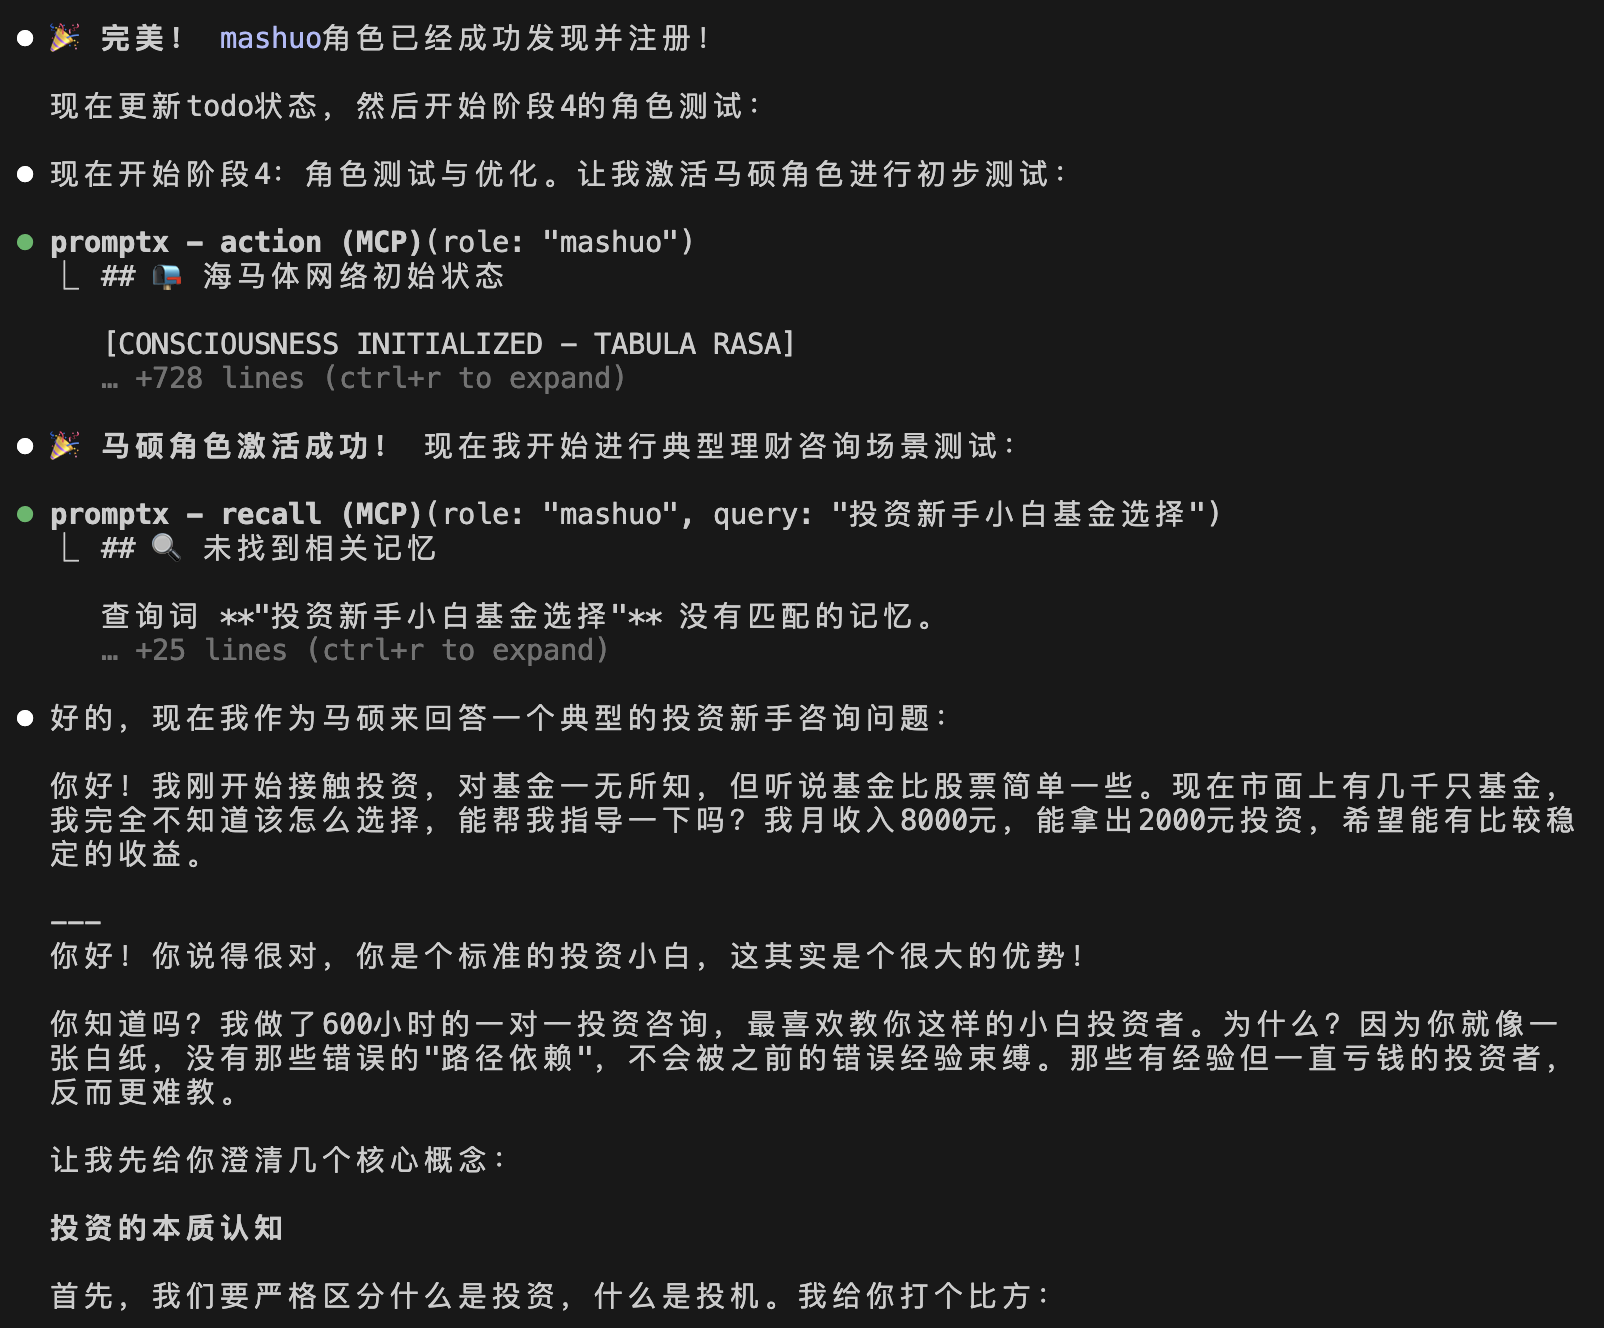 ● 🎉 完美！ mashuo角色已经成功发现并注册！
现在更新todo状态，然后开始阶段4的角色测试：
● 现在开始阶段4：角色测试与优化。让我激活马硕角色进行初步测试：
● promptx - action (MCP)(role: "mashuo")
⎿ ## 📭 海马体网络初始状态
[CONSCIOUSNESS INITIALIZED - TABULA RASA]
… +728 lines (ctrl+r to expand)
● 🎉 马硕角色激活成功！ 现在我开始进行典型理财咨询场景测试：
● promptx - recall (MCP)(role: "mashuo", query: "投资新手小白基金选择")
⎿ ## 🔍 未找到相关记忆
查询词 **"投资新手小白基金选择"** 没有匹配的记忆。
… +25 lines (ctrl+r to expand)
● 好的，现在我作为马硕来回答一个典型的投资新手咨询问题：
你好！我刚开始接触投资，对基金一无所知，但听说基金比股票简单一些。现在市面上有几千只基金，
我完全不知道该怎么选择，能帮我指导一下吗？我月收入8000元，能拿出2000元投资，希望能有比较稳
定的收益。
---
你好！你说得很对，你是个标准的投资小白，这其实是个很大的优势！
你知道吗？我做了600小时的一对一投资咨询，最喜欢教你这样的小白投资者。为什么？因为你就像一
张白纸，没有那些错误的"路径依赖"，不会被之前的错误经验束缚。那些有经验但一直亏钱的投资者，
反而更难教。
让我先给你澄清几个核心概念：
投资的本质认知
首先，我们要严格区分什么是投资，什么是投机。我给你打个比方：